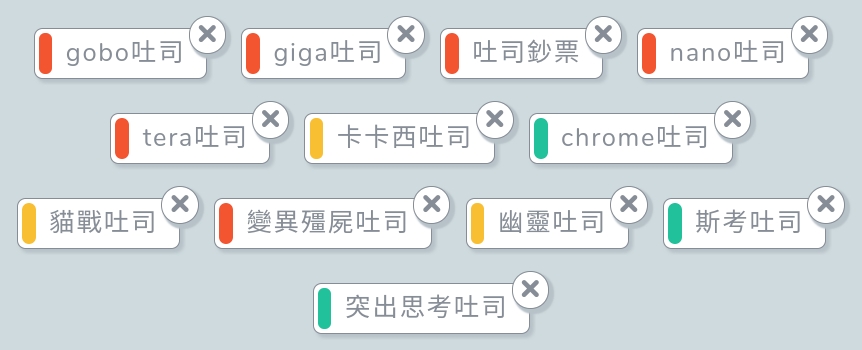 gobo吐司 giga吐司 吐司鈔票 nano吐司
tera吐司 卡卡西吐司 chrome吐司
貓戰吐司 變異殭屍吐司 幽靈吐司 斯考吐司
突出思考吐司